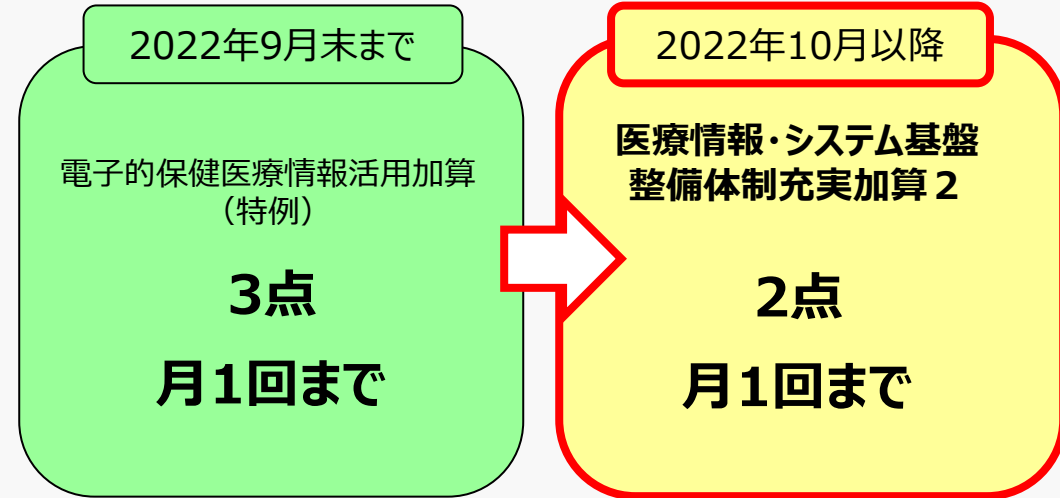 2022年9月末まで
電子的保健医療情報活用加算
（特例）
3点
月1回まで
2022年10月以降
医療情報・システム基盤
整備体制充実加算２
2点
月1回まで